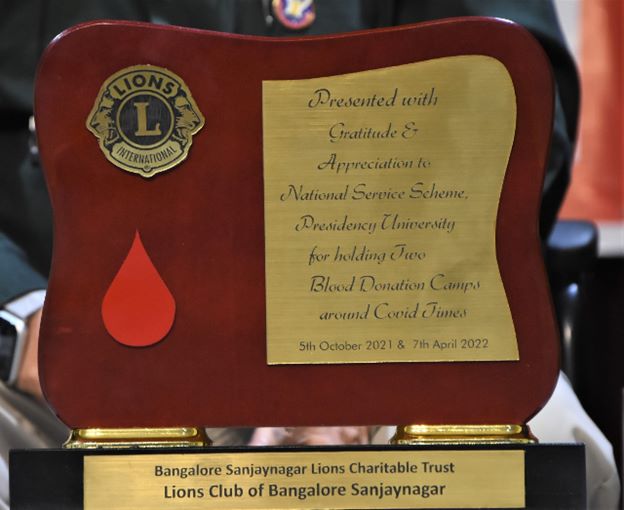 LIONS
L
INTERNATIONAL
Presented with
Gratitude &
Appreciation to
National Service Scheme,
Presidency University
for holding Two
Blood Donation Camps
around Covid Times
5th October 2021 & 7th April 2022
Bangalore Sanjaynagar Lions Charitable Trust
Lions Club of Bangalore Sanjaynagar